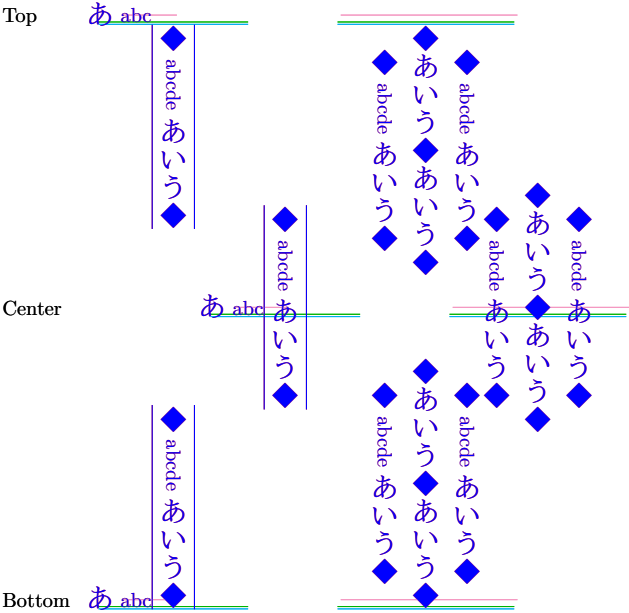 Top あ abc
◆ abcde あいう ◆
◆ abcde あいう ◆
◆ あいう ◆ あいう ◆
◆ abcde あいう ◆
Center あ abc
◆ abcde あいう ◆
◆ abcde あいう ◆
◆ あいう ◆ あいう ◆
◆ abcde あいう ◆
Bottom あ abc
◆ abcde あいう ◆
◆ abcde あいう ◆
◆ あいう ◆ あいう ◆
◆ abcde あいう ◆